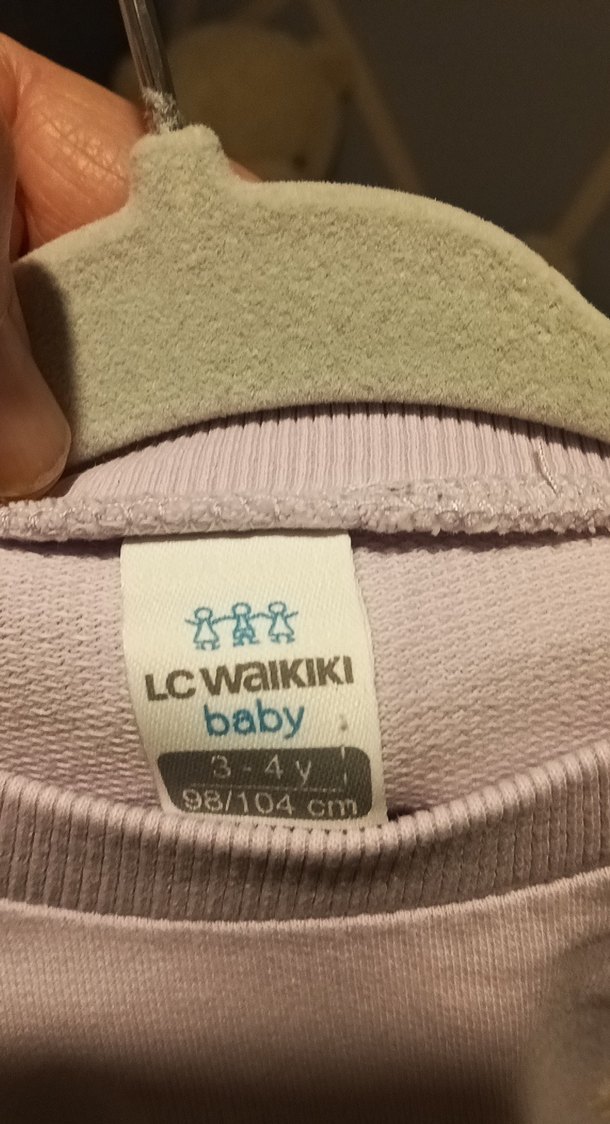 LC WAIKIKI
baby
3 - 4 y
98/104 cm